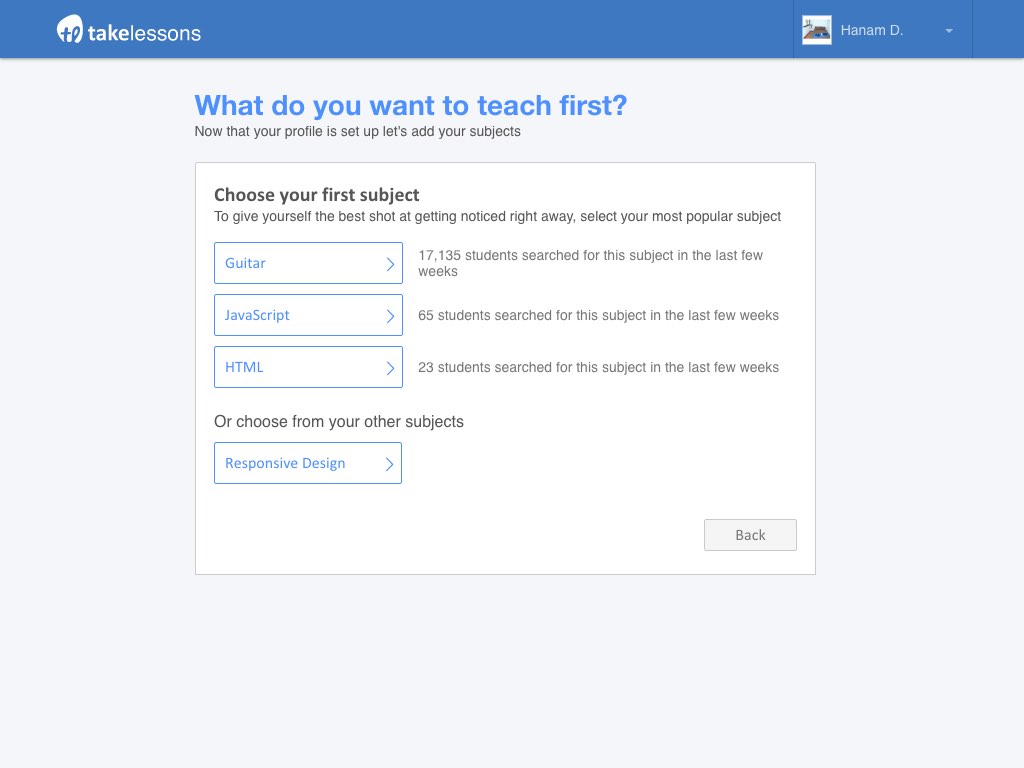 takelessons
Hanam D.
What do you want to teach first?
Now that your profile is set up let's add your subjects
Choose your first subject
To give yourself the best shot at getting noticed right away, select your most popular subject
Guitar
17,135 students searched for this subject in the last few
weeks
JavaScript
65 students searched for this subject in the last few weeks
HTML
23 students searched for this subject in the last few weeks
Or choose from your other subjects
Responsive Design
Back